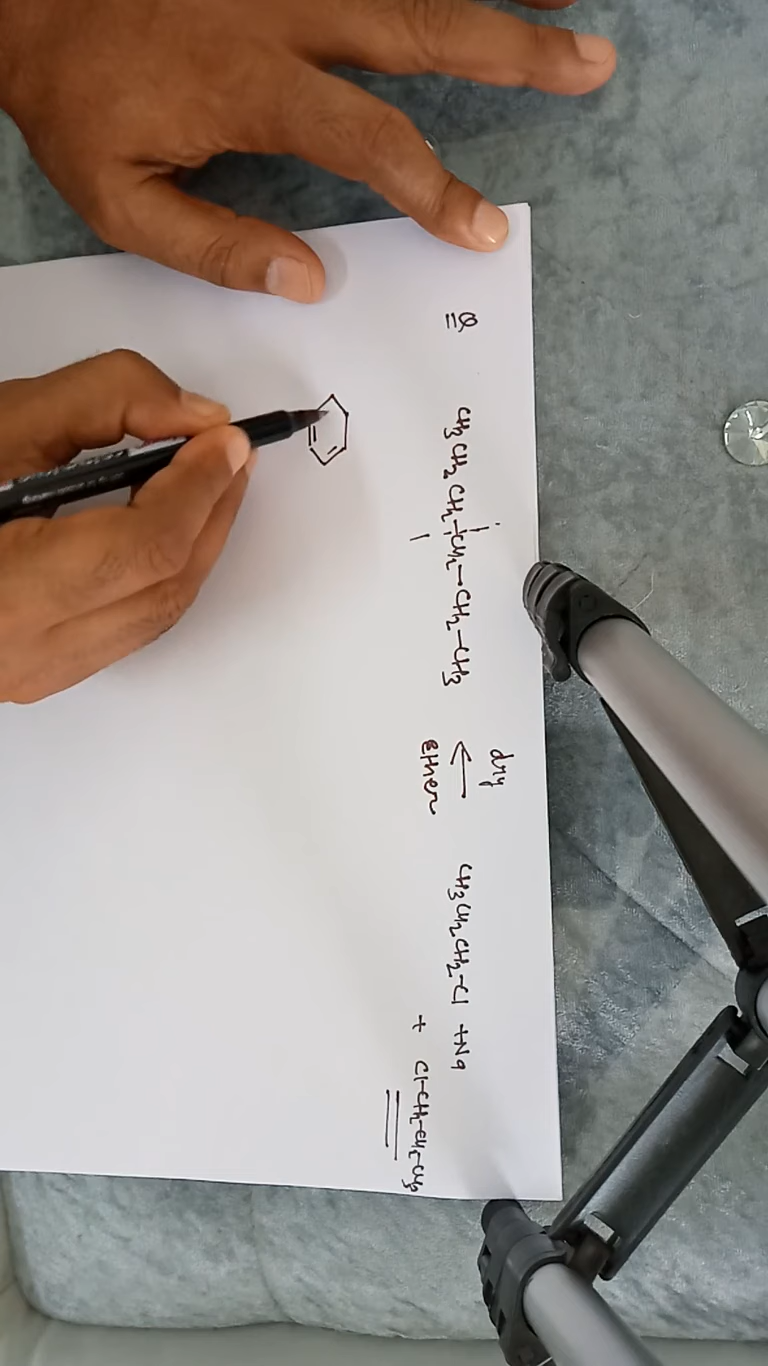 Q
CH3CH2CH2-CH2-CH2-CH3 ← dry Ether CH3CH2CH2-Cl + Na
+ Cl-CH2-CH2-CH3